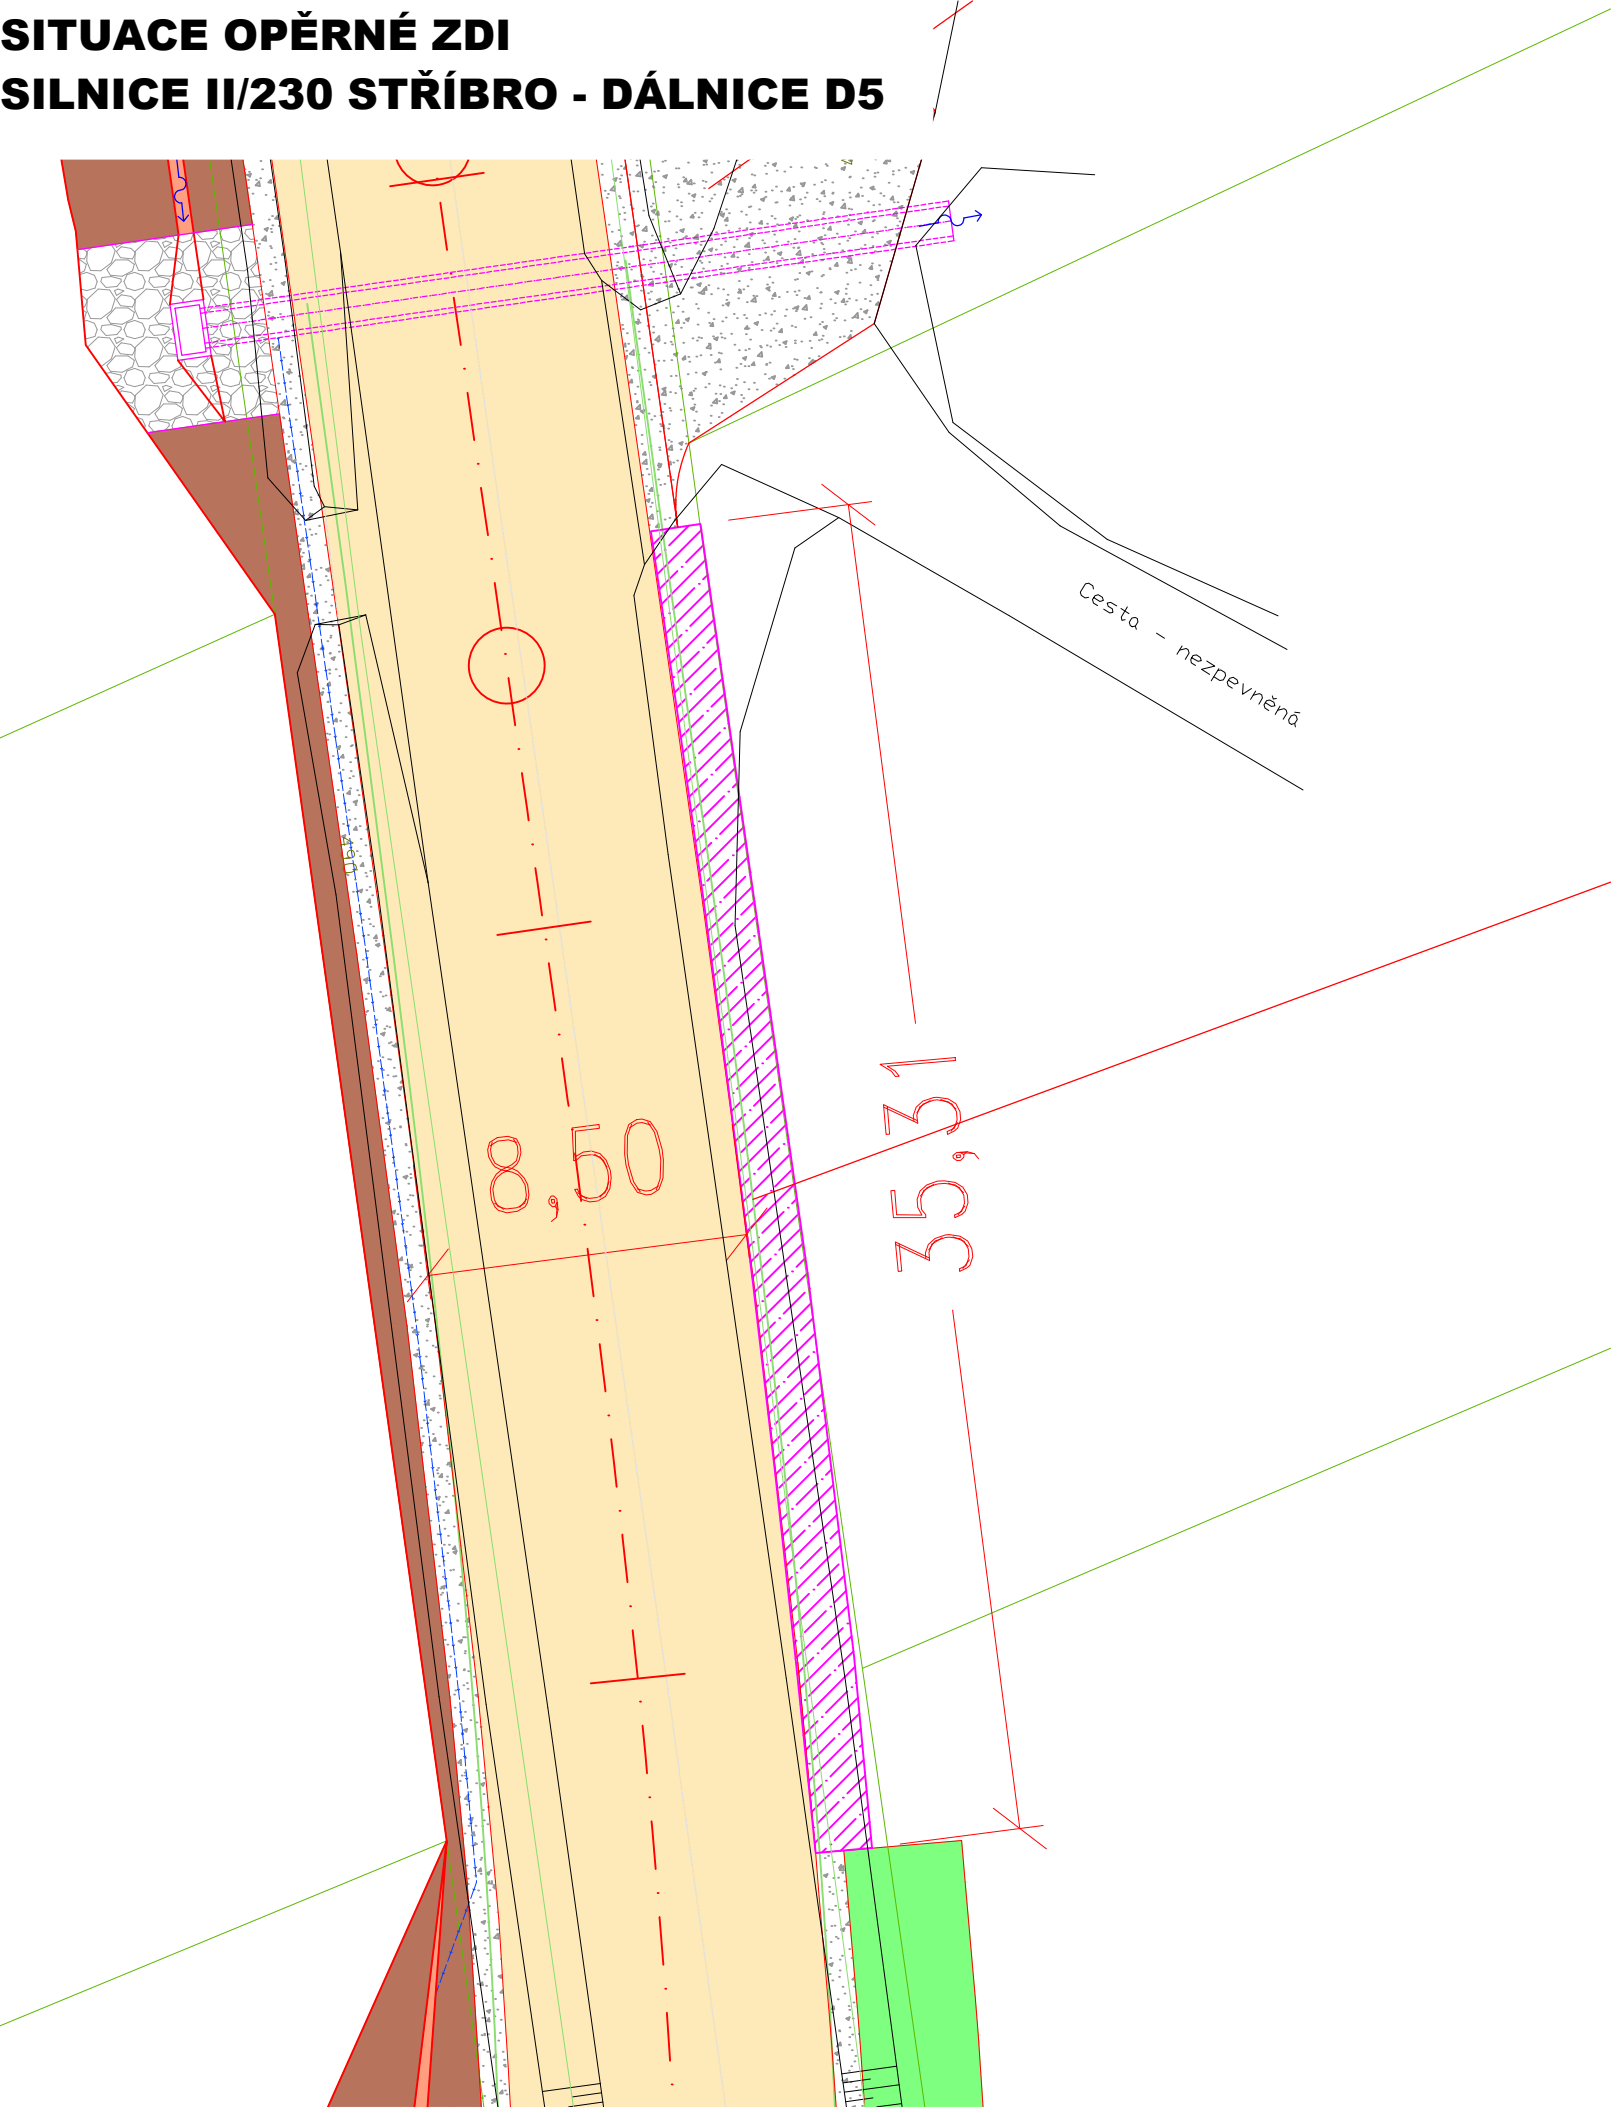 SITUACE OPĚRNÉ ZDI
SILNICE II/230 STŘÍBRO - DÁLNICE D5
Cesta - nezpevněná
8,50
35,31